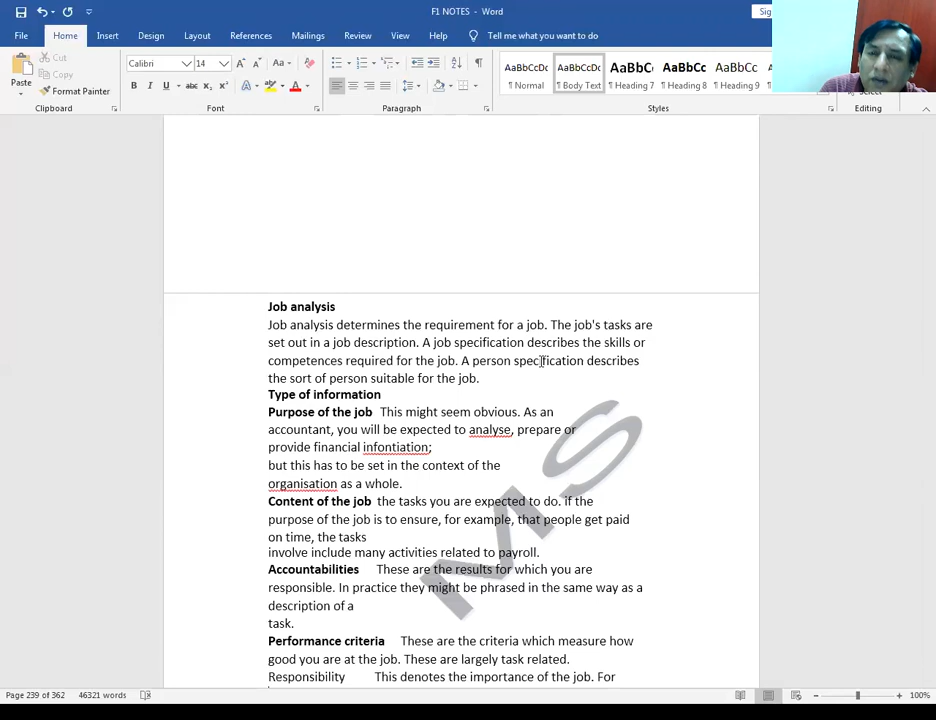 F1 NOTES - Word
Sig
File Home Insert Design Layout References Mailings Review View Help Tell me what you want to do
Paste
Cut
Copy
Format Painter
Clipboard
Calibri 14
B I U abc
Font
Paragraph
AaBbCcDc AaBbCcDc AaBbC AaBbCc AaBbCc
¶ Normal ¶ Body Text ¶ Heading 7 ¶ Heading 8 ¶ Heading 9
Styles
Editing
Job analysis
Job analysis determines the requirement for a job. The job's tasks are
set out in a job description. A job specification describes the skills or
competences required for the job. A person specification describes
the sort of person suitable for the job.
Type of information
Purpose of the job This might seem obvious. As an
accountant, you will be expected to analyse, prepare or
provide financial infontiation;
but this has to be set in the context of the
organisation as a whole.
Content of the job the tasks you are expected to do. if the
purpose of the job is to ensure, for example, that people get paid
on time, the tasks
involve include many activities related to payroll.
Accountabilities These are the results for which you are
responsible. In practice they might be phrased in the same way as a
description of a
task.
Performance criteria These are the criteria which measure how
good you are at the job. These are largely task related.
Responsibility This denotes the importance of the job. For
MS
Page 239 of 362 46321 words
100%